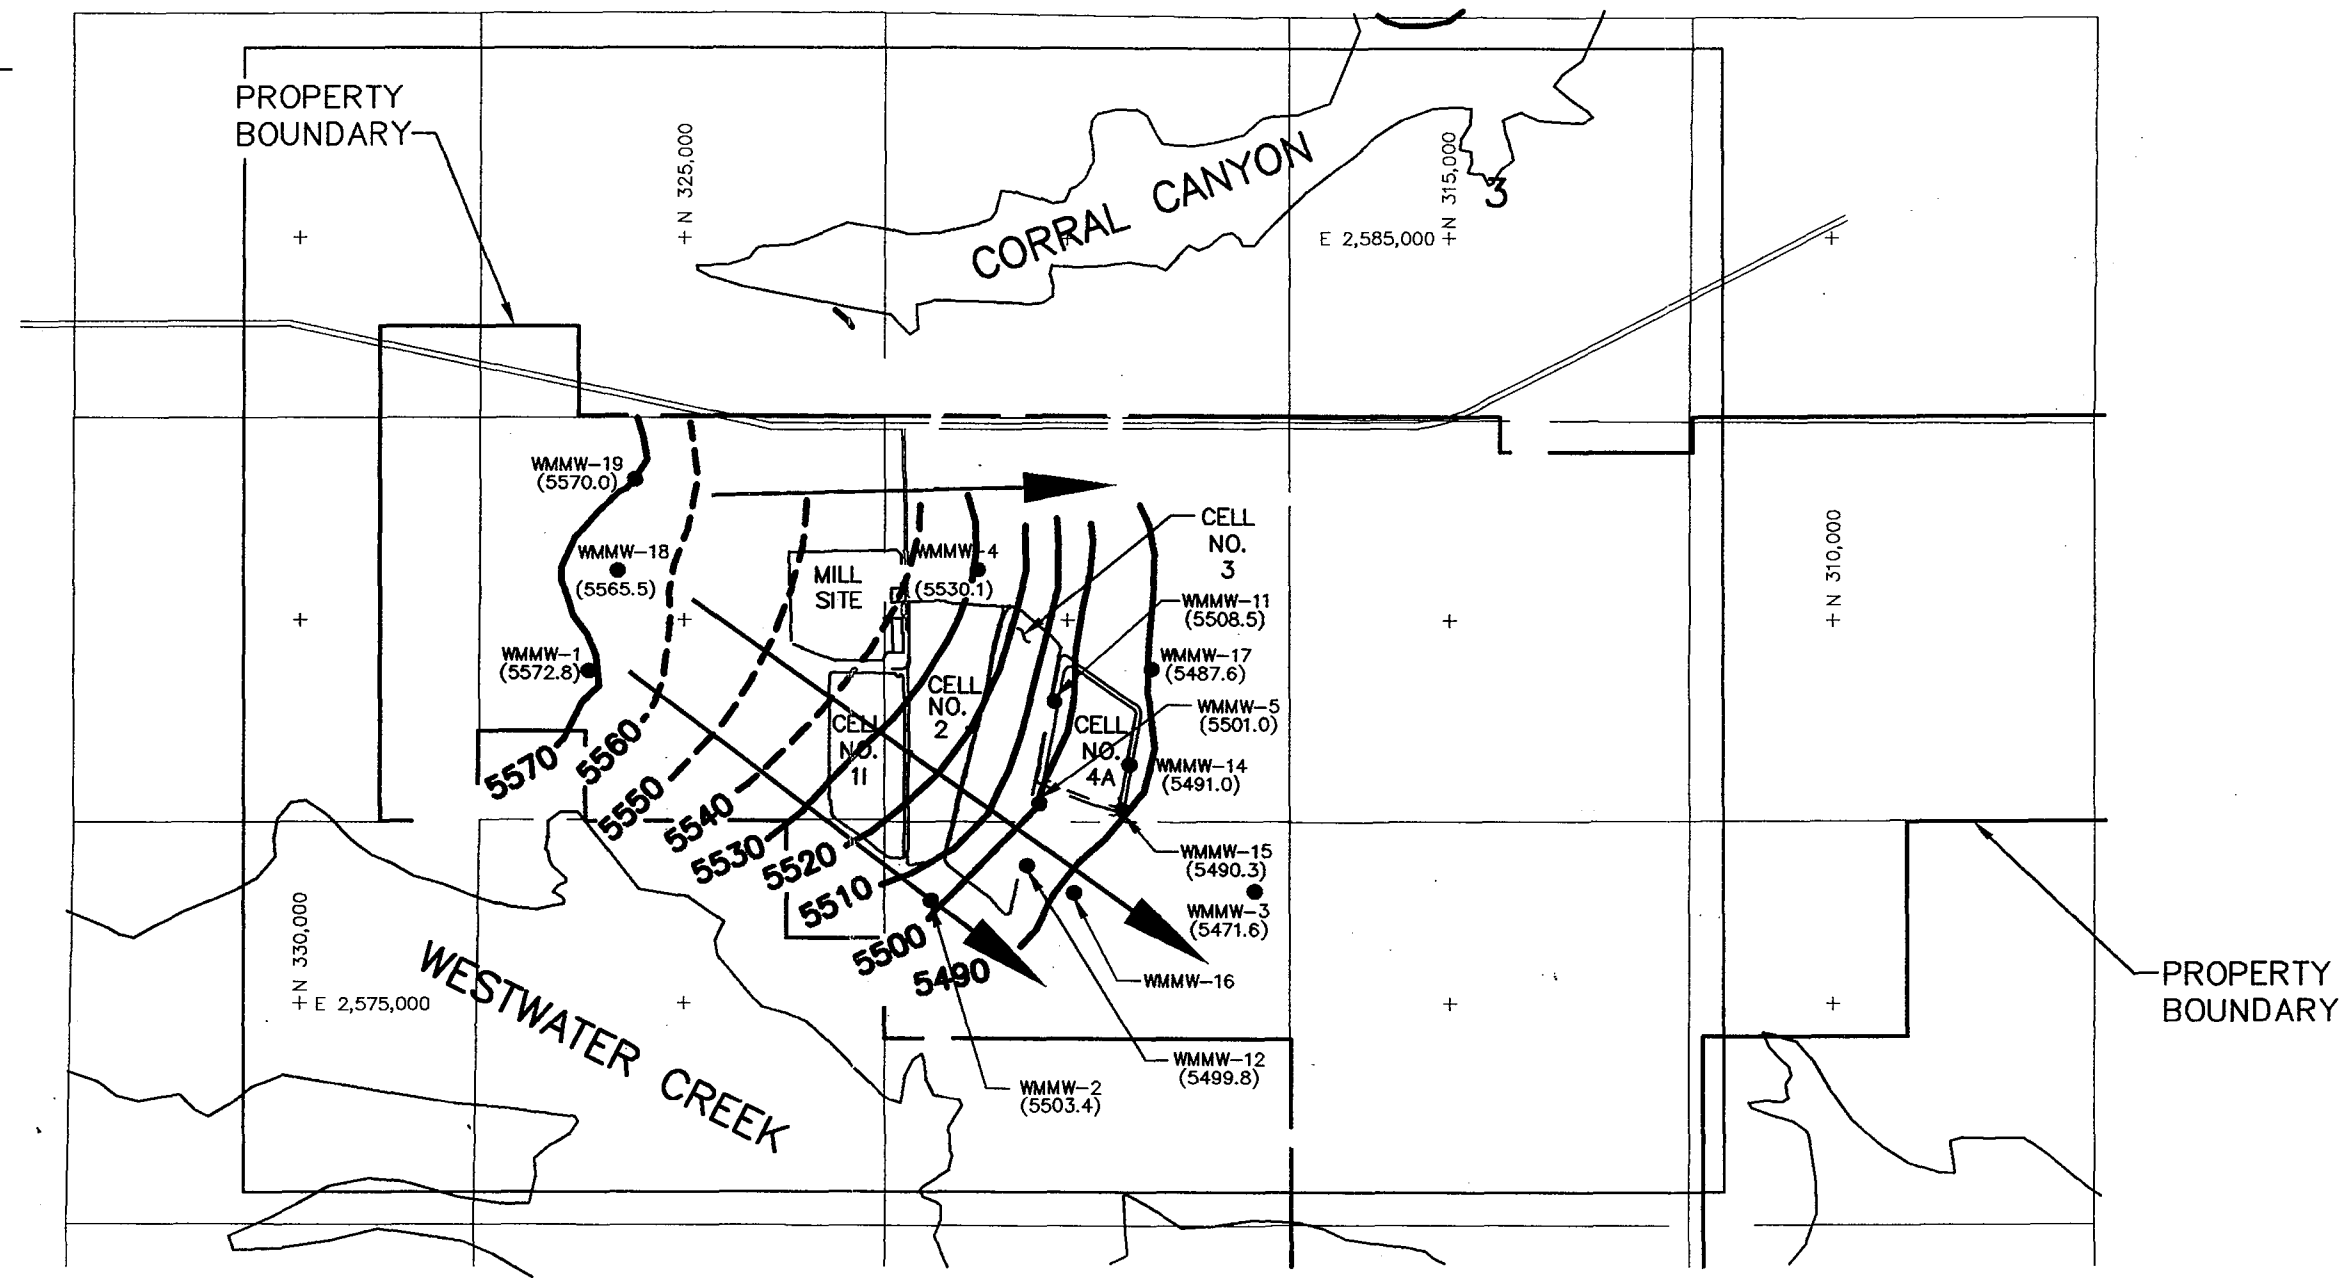 PROPERTY
BOUNDARY
N 325,000
CORRAL CANYON
N 315,000
3
E 2,585,000
WMMW-19
(5570.0)
WMMW-18
(5565.5)
WMMW-1
(5572.8)
MILL
SITE
WMMW-4
(5530.1)
CELL
NO.
3
WMMW-11
(5508.5)
N 310,000
WMMW-17
(5487.6)
CELL
NO.
2
CELL
NO.
1I
CELL
NO.
4A
WMMW-5
(5501.0)
WMMW-14
(5491.0)
5570
5560
5550
5540
5530
5520
5510
5500
5490
WMMW-15
(5490.3)
WMMW-3
(5471.6)
WMMW-16
WMMW-12
(5499.8)
WMMW-2
(5503.4)
N 330,000
E 2,575,000
WESTWATER CREEK
PROPERTY
BOUNDARY